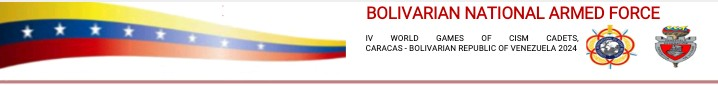 BOLIVARIAN NATIONAL ARMED FORCE
IV WORLD GAMES OF CISM CADETS,
CARACAS - BOLIVARIAN REPUBLIC OF VENEZUELA 2024